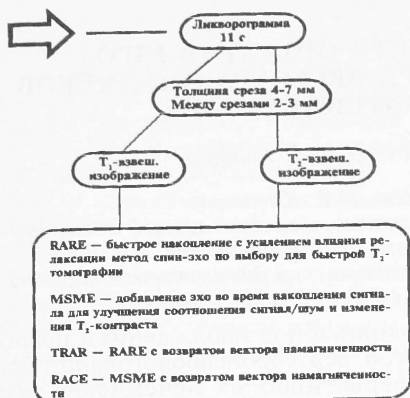 Ликворограмма
11 с
Толщина среза 4-7 мм
Между срезами 2-3 мм
T₁-взвеш.
изображение
T₂-взвеш.
изображение
RARE — быстрое накопление с усилением влияния ре-
лаксации метод спин-эхо по выбору для быстрой T₂-
томографии
MSME — добавление эхо во время накопления сигна-
ла для улучшения соотношения сигнал/шум и измене-
ния T₂-контраста
TRAR — RARE с возвратом вектора намагниченности
RACE — MSME с возвратом вектора намагниченнос-
ти